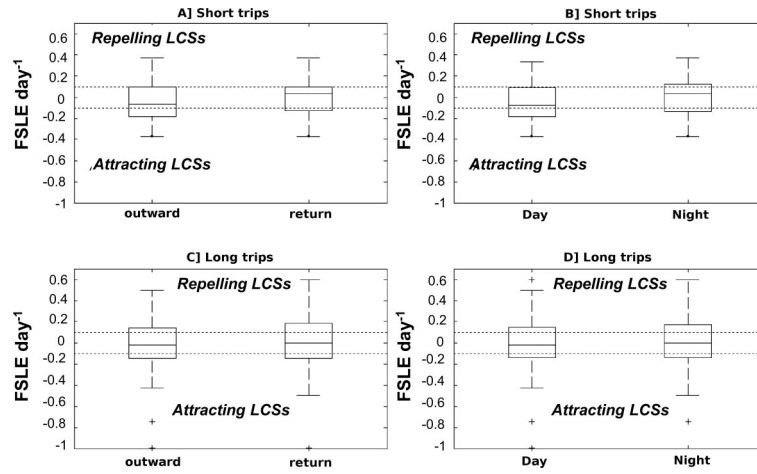 A] Short trips
B] Short trips
FSLE day-1
0.6
0.4
0.2
0
-0.2
-0.4
-0.6
-0.8
-1
Repelling LCSs
Attracting LCSs
outward
return
FSLE day-1
0.6
0.4
0.2
0
-0.2
-0.4
-0.6
-0.8
-1
Repelling LCSs
Attracting LCSs
Day
Night
C] Long trips
D] Long trips
FSLE day-1
0.6
0.4
0.2
0
-0.2
-0.4
-0.6
-0.8
-1
Repelling LCSs
Attracting LCSs
outward
return
FSLE day-1
0.6
0.4
0.2
0
-0.2
-0.4
-0.6
-0.8
-1
Repelling LCSs
Attracting LCSs
Day
Night